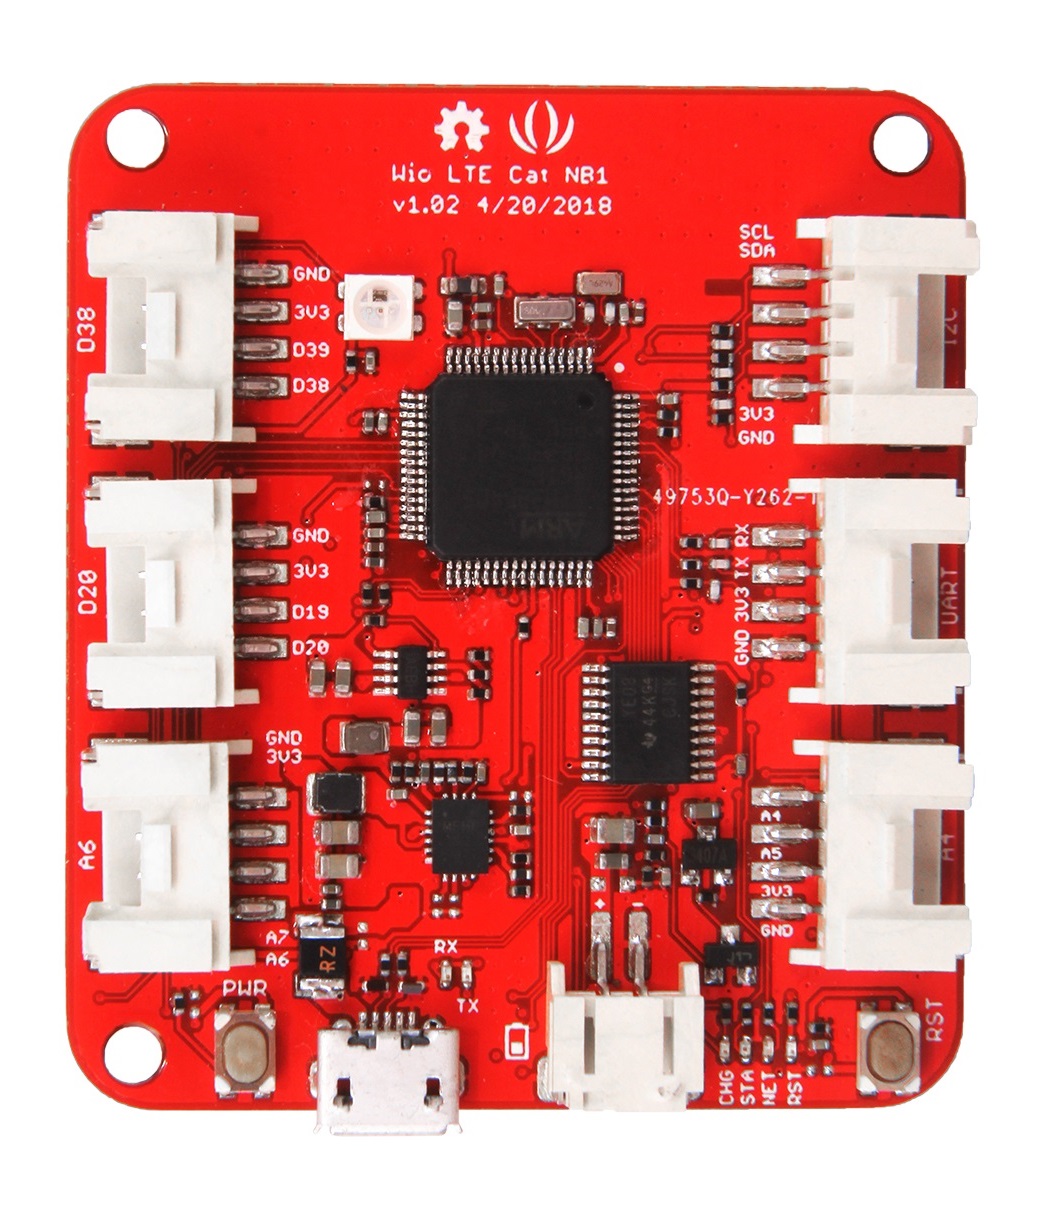 Wio LTE Cat NB1
v1.02 4/20/2018
D38
GND
3V3
D39
D38
SCL
SDA
3V3
GND
I2C
ARM
49753Q-Y262-
D20
GND
3V3
D19
D20
RX
TX
3V3
GND
UART
A6
GND
3V3
A7
A6
RZ
A4
A5
3V3
GND
A4
+
-
RX
TX
PWR
CHG
STA
NET
RST
RST